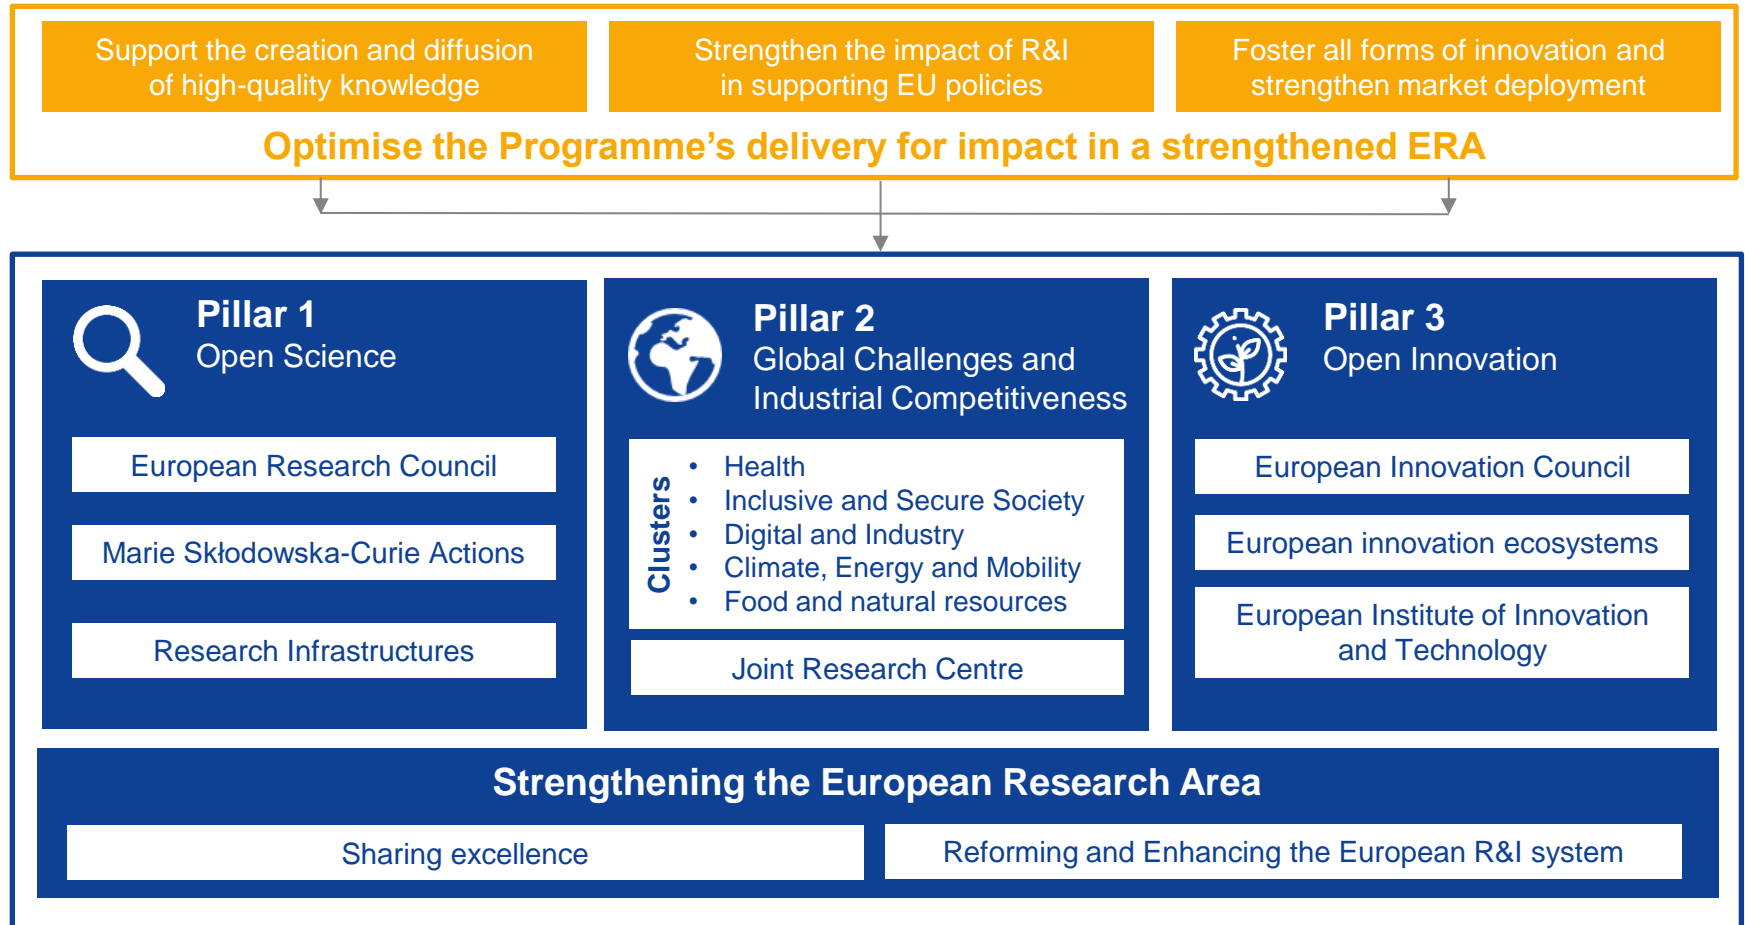 Support the creation and diffusion
of high-quality knowledge
Strengthen the impact of R&I
in supporting EU policies
Foster all forms of innovation and
strengthen market deployment
Optimise the Programme’s delivery for impact in a strengthened ERA
Pillar 1
Open Science
European Research Council
Marie Skłodowska-Curie Actions
Research Infrastructures
Pillar 2
Global Challenges and
Industrial Competitiveness
Clusters
• Health
• Inclusive and Secure Society
• Digital and Industry
• Climate, Energy and Mobility
• Food and natural resources
Joint Research Centre
Pillar 3
Open Innovation
European Innovation Council
European innovation ecosystems
European Institute of Innovation
and Technology
Strengthening the European Research Area
Sharing excellence
Reforming and Enhancing the European R&I system